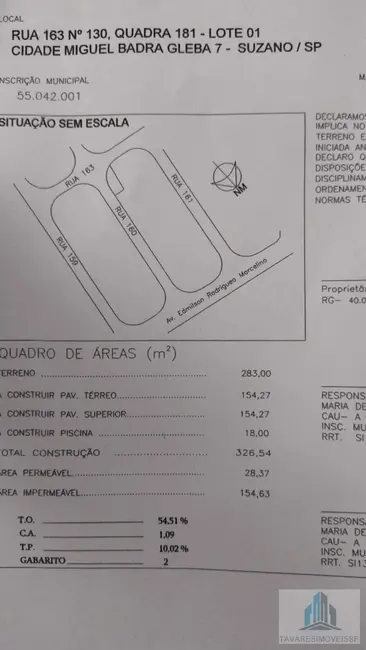 LOCAL
RUA 163 Nº 130, QUADRA 181 - LOTE 01
CIDADE MIGUEL BADRA GLEBA 7 - SUZANO / SP
INSCRIÇÃO MUNICIPAL
55.042.001
SITUAÇÃO SEM ESCALA
RUA 163
RUA 159
RUA 160
RUA 161
NM
Av. Edmilson Rodrigues Marcelino
DECLARAMOS
IMPLICA NO
TERRENO E
INICIADA AN
DECLARO Q
DISPOSIÇÕE
DISCIPLINAM
ORDENAMEN
NORMAS TÉ
Proprietár
RG- 40.0
QUADRO DE ÁREAS (m²)
TERRENO 283,00
A CONSTRUIR PAV. TÉRREO 154,27
A CONSTRUIR PAV. SUPERIOR 154,27
A CONSTRUIR PISCINA 18,00
TOTAL CONSTRUÇÃO 326,54
ÁREA PERMEÁVEL 28,37
ÁREA IMPERMEÁVEL 154,63
T.O. 54,51 %
C.A. 1,09
T.P. 10,02 %
GABARITO 2
RESPONSA
MARIA DE
CAU- A
INSC. MU
RRT. SI
RESPONSA
MARIA DE
CAU- A
INSC. MU
RRT. SI13
TAVARESIMOVEISSP